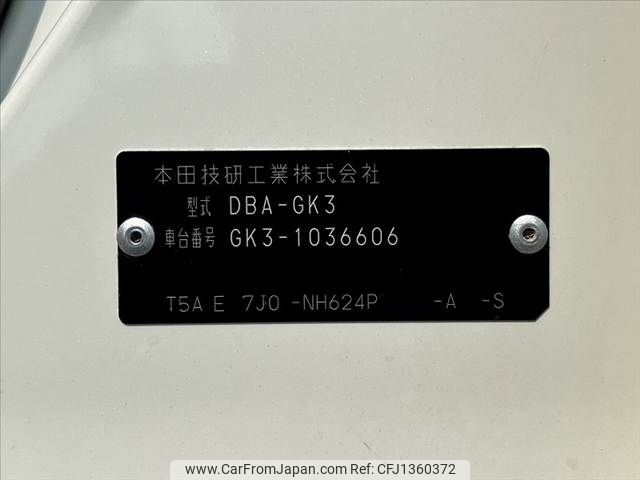 本田技研工業株式会社
型式 DBA-GK3
車台番号 GK3-1036606
T5A E 7J0 -NH624P -A -S
www.CarFromJapan.com CFJ1360372